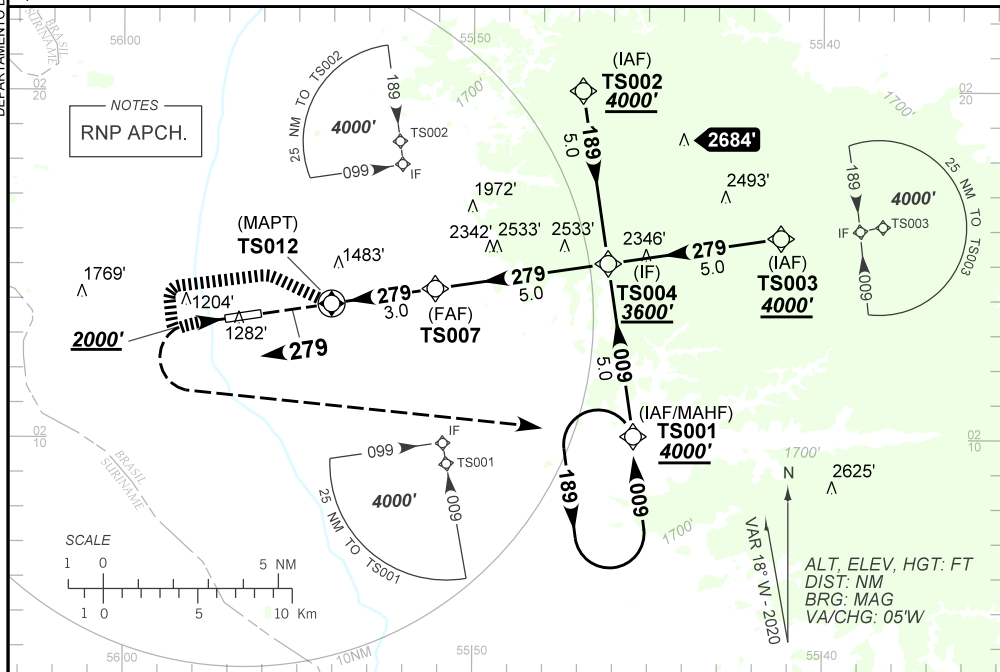 DEPARTAMENTO
56:00
55:50
55:40
02
20
02
20
BRASIL
SURINAME
NOTES
RNP APCH.
25 NM TO TS002
189
4000'
TS002
099
IF
1700'
(IAF)
TS002
4000'
189
5.0
2684'
1700'
2493'
25 NM TO TS003
189
4000'
IF
TS003
009
1972'
2342'
2533'
2533'
2346'
279
5.0
(IAF)
TS003
4000'
(IF)
TS004
3600'
(MAPT)
TS012
1483'
279
3.0
(FAF)
TS007
279
5.0
1769'
1204'
1282'
2000'
279
009
5.0
(IAF/MAHF)
TS001
4000'
189
009
02
10
02
10
099
IF
TS001
009
4000'
25 NM TO TS001
BRASIL
SURINAME
1700'
1700'
2625'
N
VAR 18° W - 2020
SCALE
1 0 5 NM
1 0 5 10 Km
ALT, ELEV, HGT: FT
DIST: NM
BRG: MAG
VA/CHG: 05'W
56:00
10NM
55:50
55:40